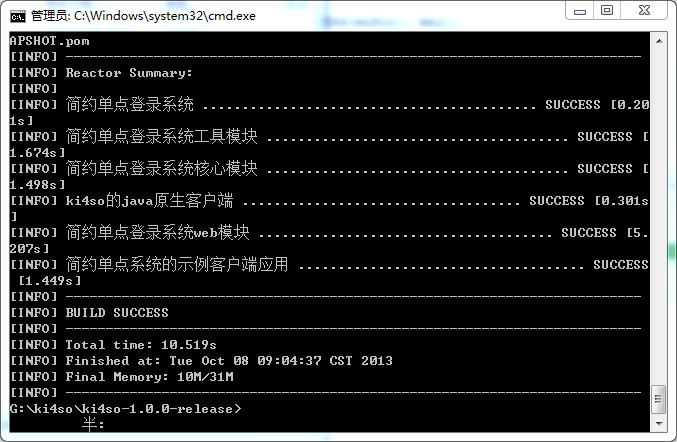 管理员: C:\Windows\system32\cmd.exe
APSHOT.pom
[INFO] ------------------------------------------------------------------------
[INFO] Reactor Summary:
[INFO]
[INFO] 简约单点登录系统 .......................................... SUCCESS [0.20
1s]
[INFO] 简约单点登录系统工具模块 ...................................... SUCCESS [
1.674s]
[INFO] 简约单点登录系统核心模块 ...................................... SUCCESS [
1.498s]
[INFO] ki4so的java原生客户端 ................................... SUCCESS [0.301s
]
[INFO] 简约单点登录系统web模块 ..................................... SUCCESS [5.
207s]
[INFO] 简约单点系统的示例客户端应用 .................................... SUCCESS
[1.449s]
[INFO] ------------------------------------------------------------------------
[INFO] BUILD SUCCESS
[INFO] ------------------------------------------------------------------------
[INFO] Total time: 10.519s
[INFO] Finished at: Tue Oct 08 09:04:37 CST 2013
[INFO] Final Memory: 10M/31M
[INFO] ------------------------------------------------------------------------
G:\ki4so\ki4so-1.0.0-release>
半: